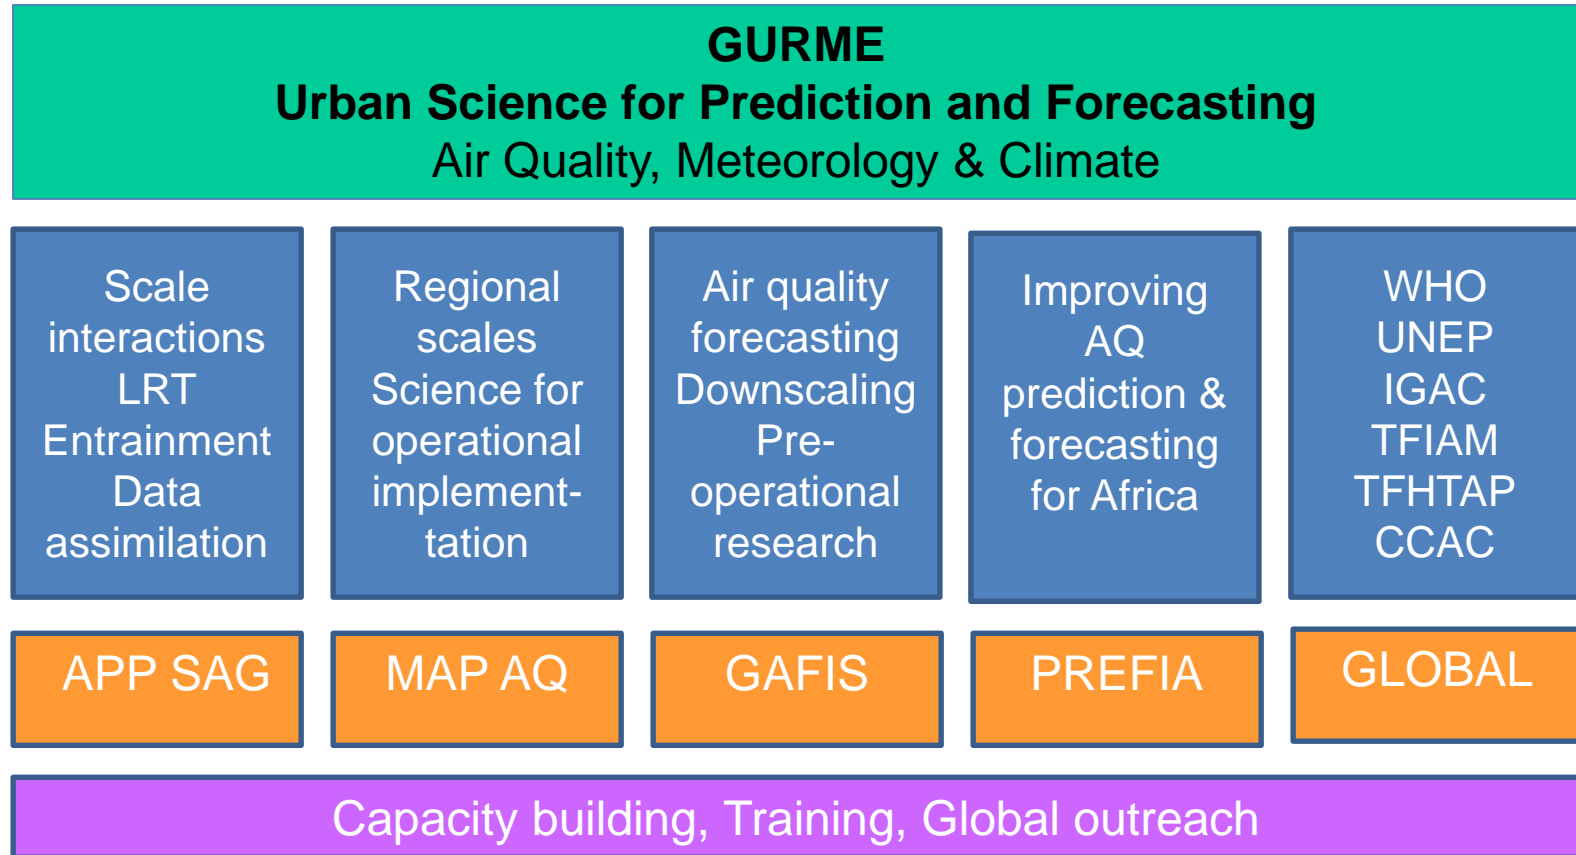 GURME
Urban Science for Prediction and Forecasting
Air Quality, Meteorology & Climate
Scale
interactions
LRT
Entrainment
Data
assimilation
Regional
scales
Science for
operational
implement-
tation
Air quality
forecasting
Downscaling
Pre-
operational
research
Improving
AQ
prediction &
forecasting
for Africa
WHO
UNEP
IGAC
TFIAM
TFHTAP
CCAC
APP SAG
MAP AQ
GAFIS
PREFIA
GLOBAL
Capacity building, Training, Global outreach